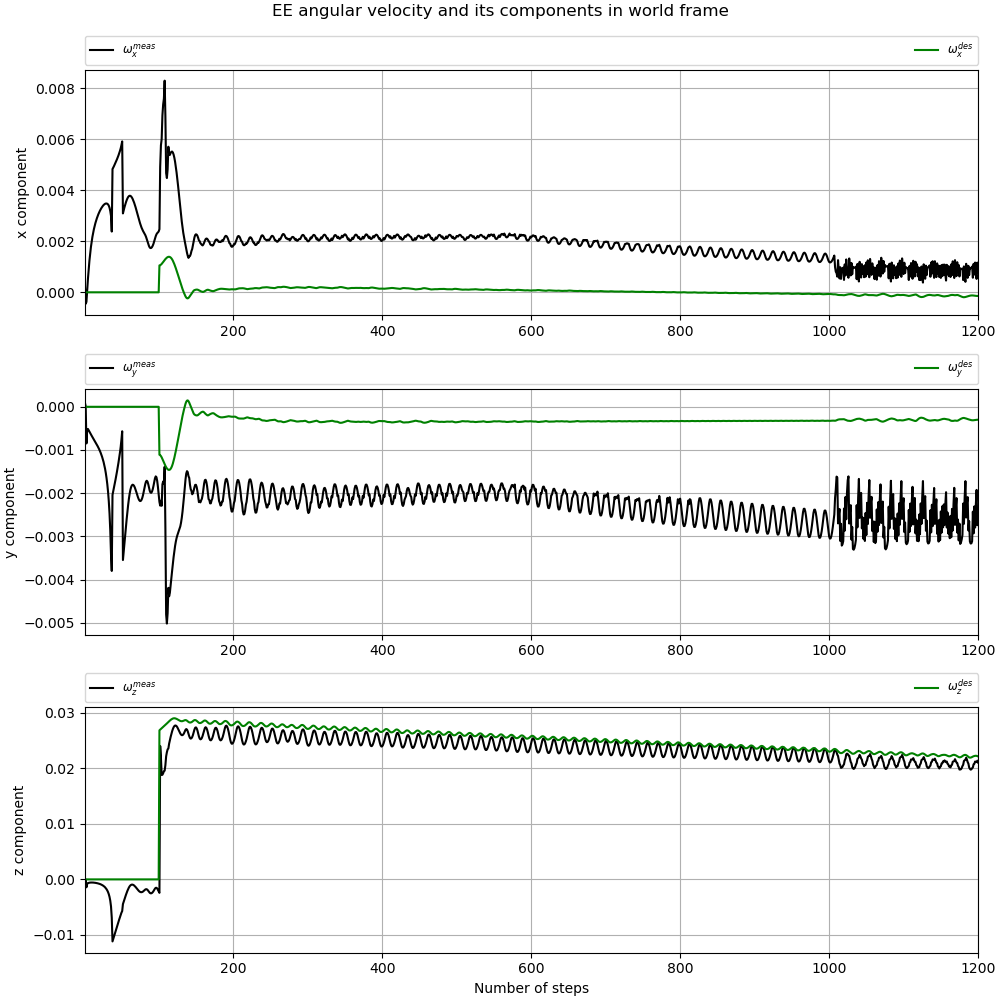 EE angular velocity and its components in world frame
ω_x^meas ω_x^des
0.008
0.006
0.004
0.002
0.000
x component
200 400 600 800 1000 1200
ω_y^meas ω_y^des
0.000
−0.001
−0.002
−0.003
−0.004
−0.005
y component
200 400 600 800 1000 1200
ω_z^meas ω_z^des
0.03
0.02
0.01
0.00
−0.01
z component
200 400 600 800 1000 1200
Number of steps